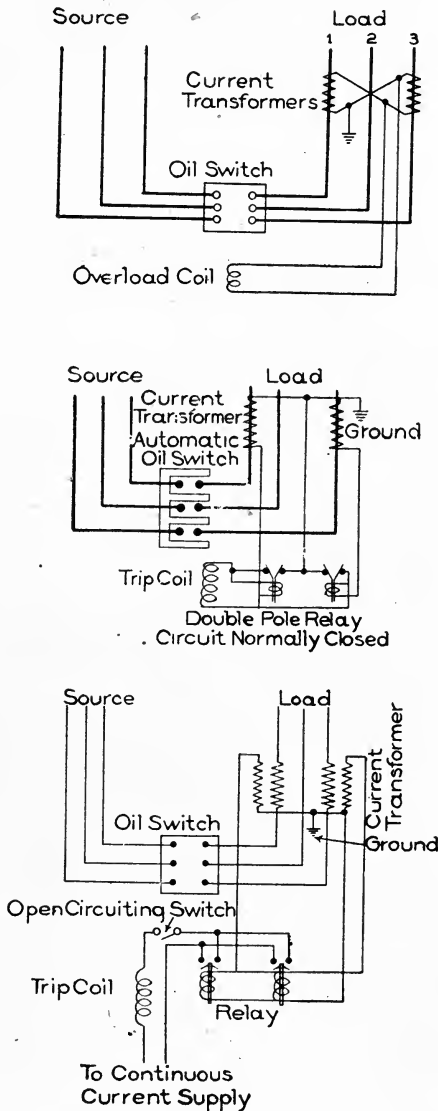 Source
Load
1 2 3
Current
Transformers
Oil Switch
Overload Coil
Source
Load
Current
Transformer
Ground
Automatic
Oil Switch
Trip Coil
Double Pole Relay
Circuit Normally Closed
Source
Load
Current
Transformer
Oil Switch
Ground
Open Circuiting Switch
Trip Coil
Relay
To Continuous
Current Supply